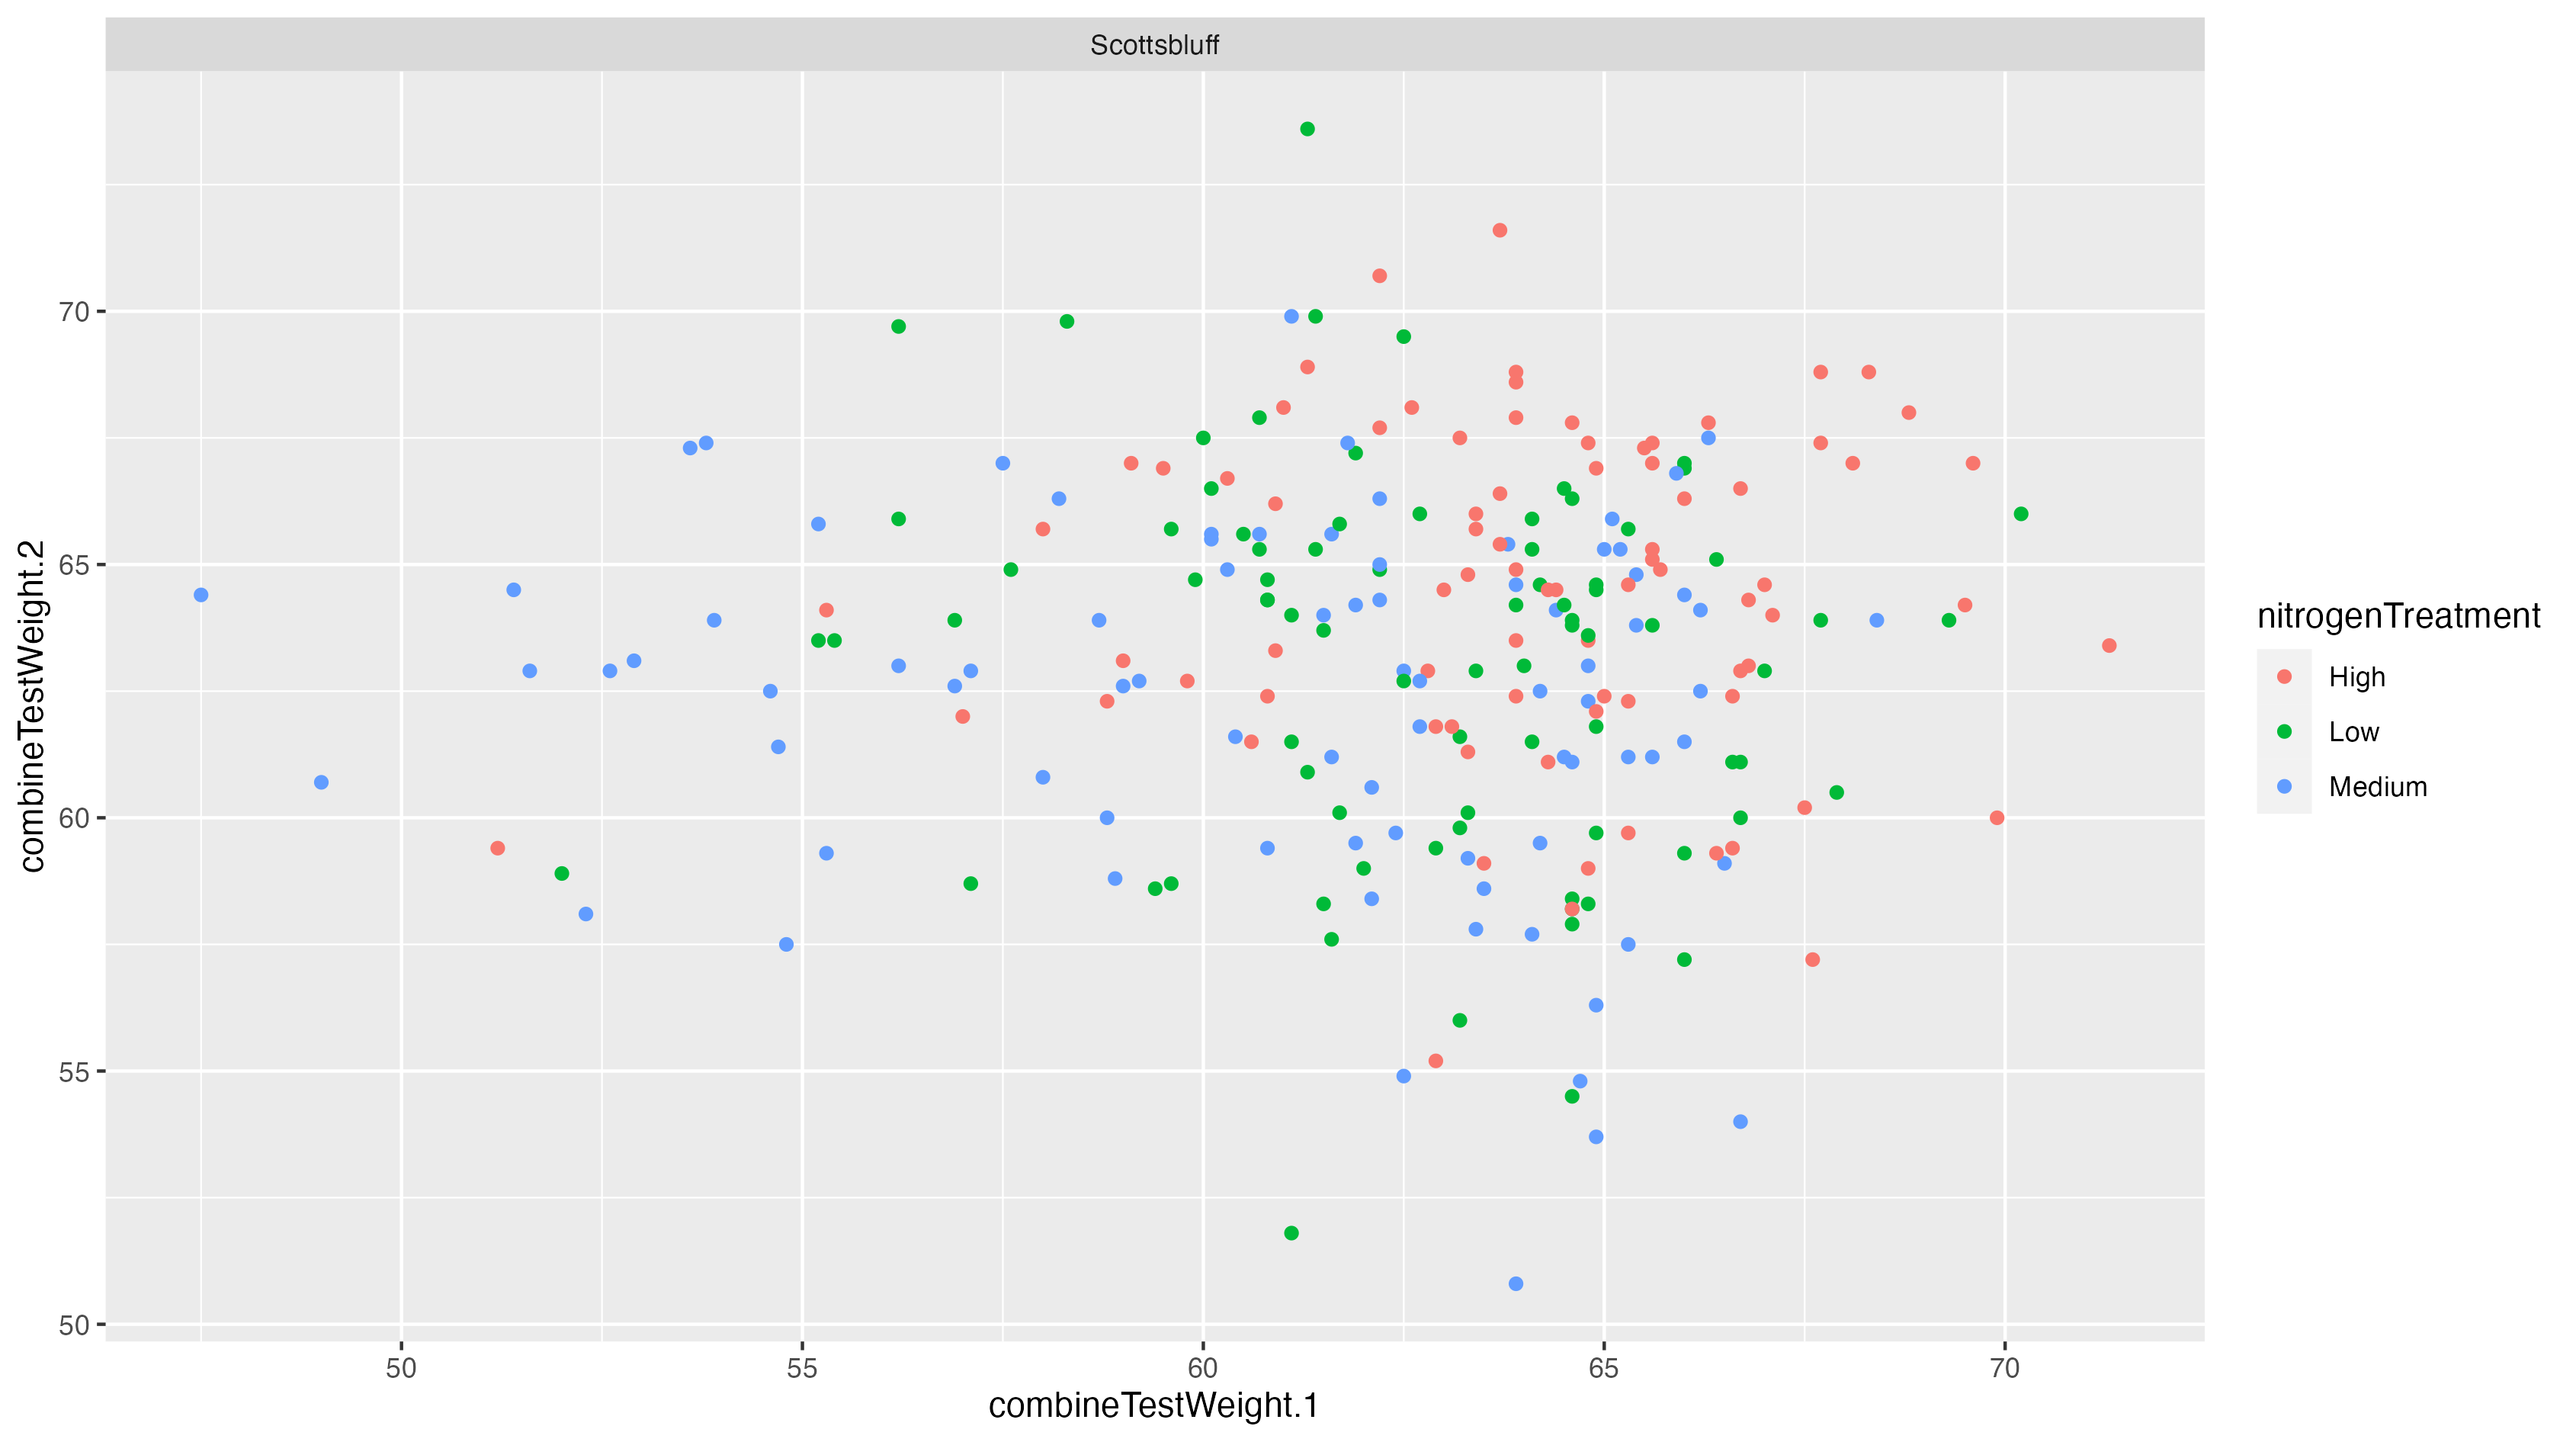 Scottsbluff
70
65
60
55
50
combineTestWeight.2
50
55
60
65
70
combineTestWeight.1
nitrogenTreatment
High
Low
Medium